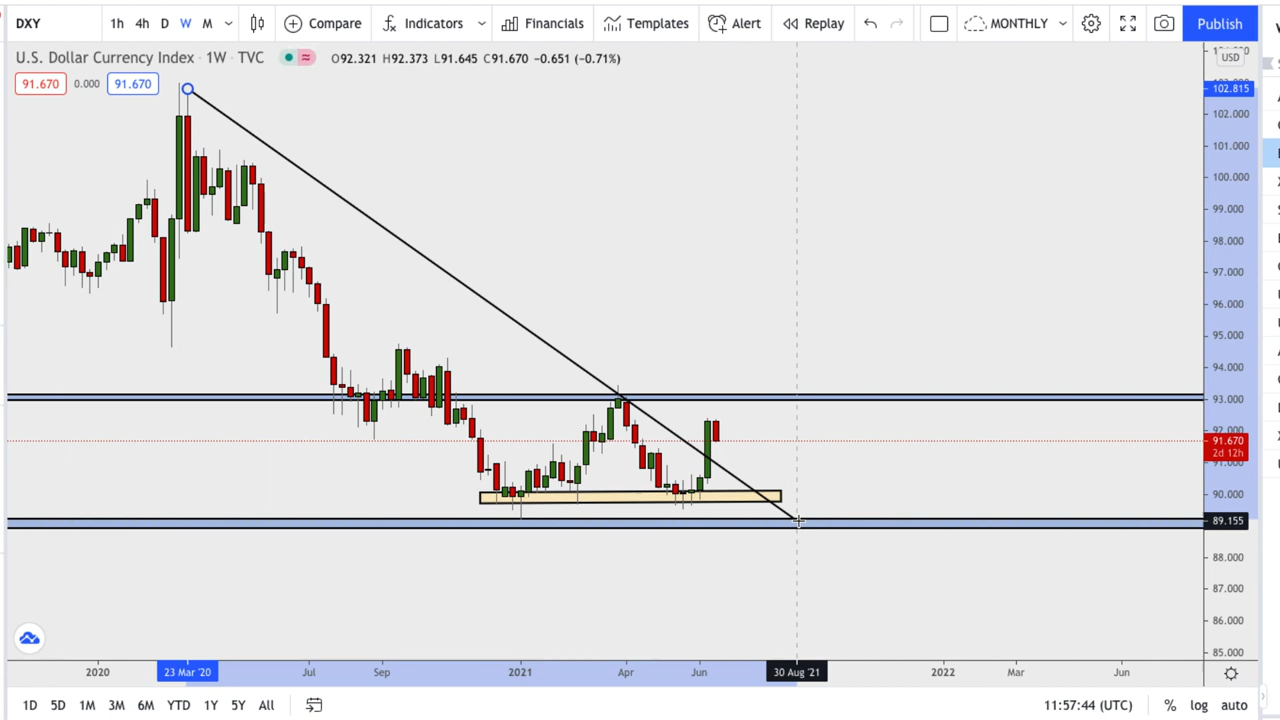 DXY 1h 4h D W M Compare Indicators Financials Templates Alert Replay MONTHLY Publish
U.S. Dollar Currency Index · 1W · TVC O92.321 H92.373 L91.645 C91.670 −0.651 (−0.71%)
USD
91.670 0.000 91.670
102.815
102.000
101.000
100.000
99.000
98.000
97.000
96.000
95.000
94.000
93.000
92.000
91.670
2d 12h
91.000
90.000
89.155
88.000
87.000
86.000
85.000
2020 23 Mar '20 Jul Sep 2021 Apr Jun 30 Aug '21 2022 Mar Jun
1D 5D 1M 3M 6M YTD 1Y 5Y All 11:57:44 (UTC) % log auto